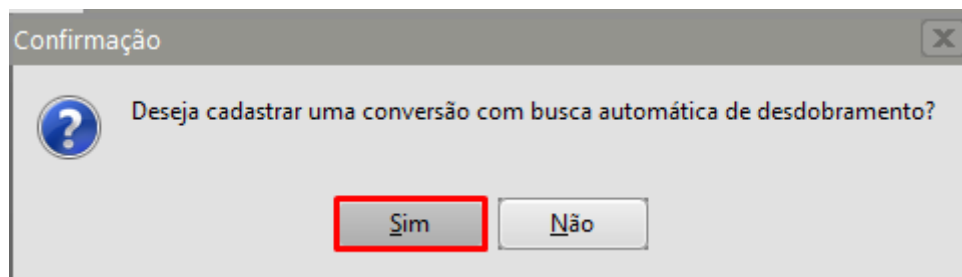 Confirmação
Deseja cadastrar uma conversão com busca automática de desdobramento?
Sim
Não